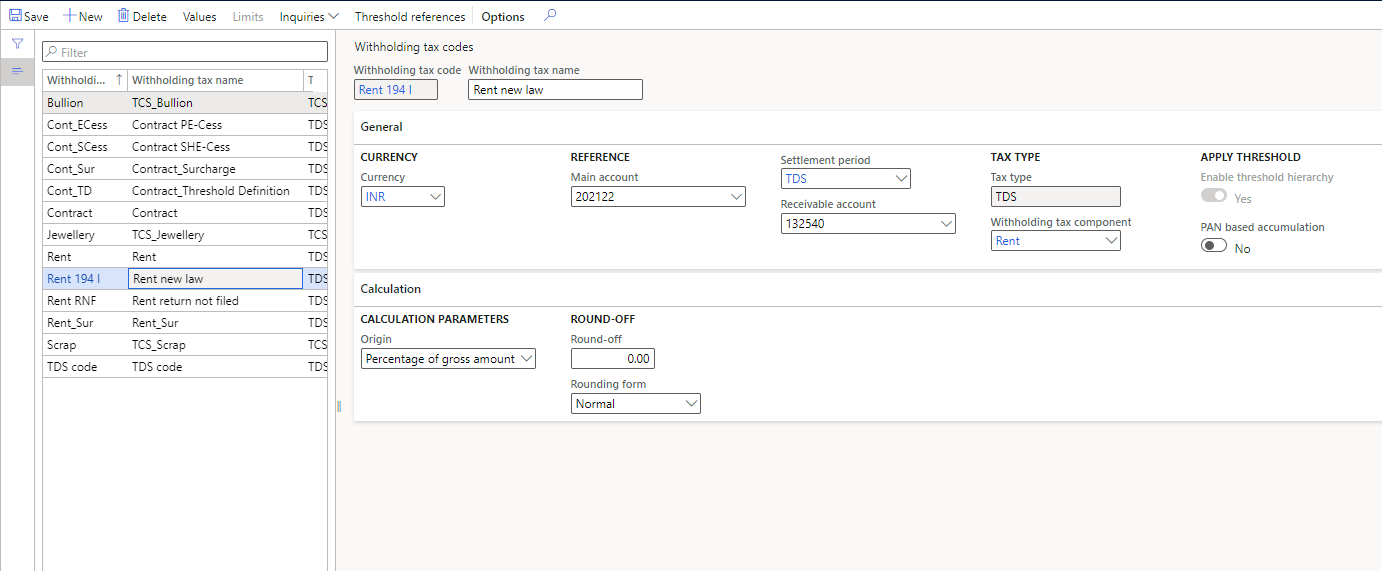 Save New Delete Values Limits Inquiries Threshold references Options
Filter
Withholdi... Withholding tax name T
Bullion TCS_Bullion TCS
Cont_ECess Contract PE-Cess TDS
Cont_SCess Contract SHE-Cess TDS
Cont_Sur Contract_Surcharge TDS
Cont_TD Contract_Threshold Definition TDS
Contract Contract TDS
Jewellery TCS_Jewellery TCS
Rent Rent TDS
Rent 194 I Rent new law TDS
Rent RNF Rent return not filed TDS
Rent_Sur Rent_Sur TDS
Scrap TCS_Scrap TCS
TDS code TDS code TDS
Withholding tax codes
Withholding tax code Withholding tax name
Rent 194 I Rent new law
General
CURRENCY
Currency
INR
REFERENCE
Main account
202122
Settlement period
TDS
Receivable account
132540
TAX TYPE
Tax type
TDS
Withholding tax component
Rent
APPLY THRESHOLD
Enable threshold hierarchy
Yes
PAN based accumulation
No
Calculation
CALCULATION PARAMETERS
Origin
Percentage of gross amount
ROUND-OFF
Round-off
0.00
Rounding form
Normal